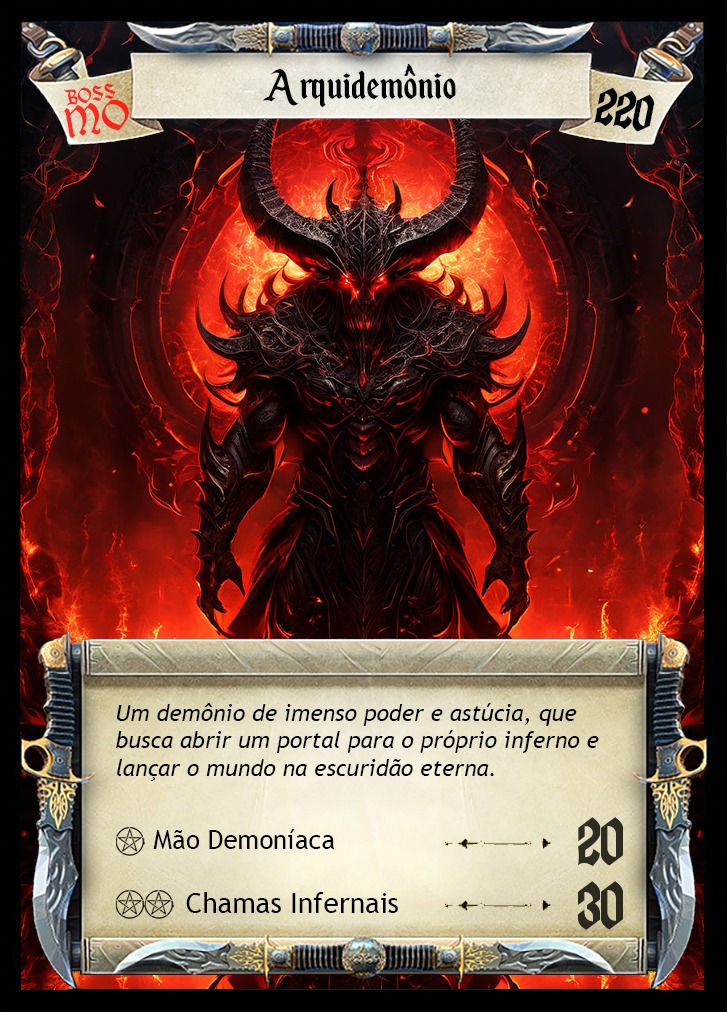 BOSS
MO
Arquidemônio
220
Um demônio de imenso poder e astúcia, que
busca abrir um portal para o próprio inferno e
lançar o mundo na escuridão eterna.
Mão Demoníaca 20
Chamas Infernais 30